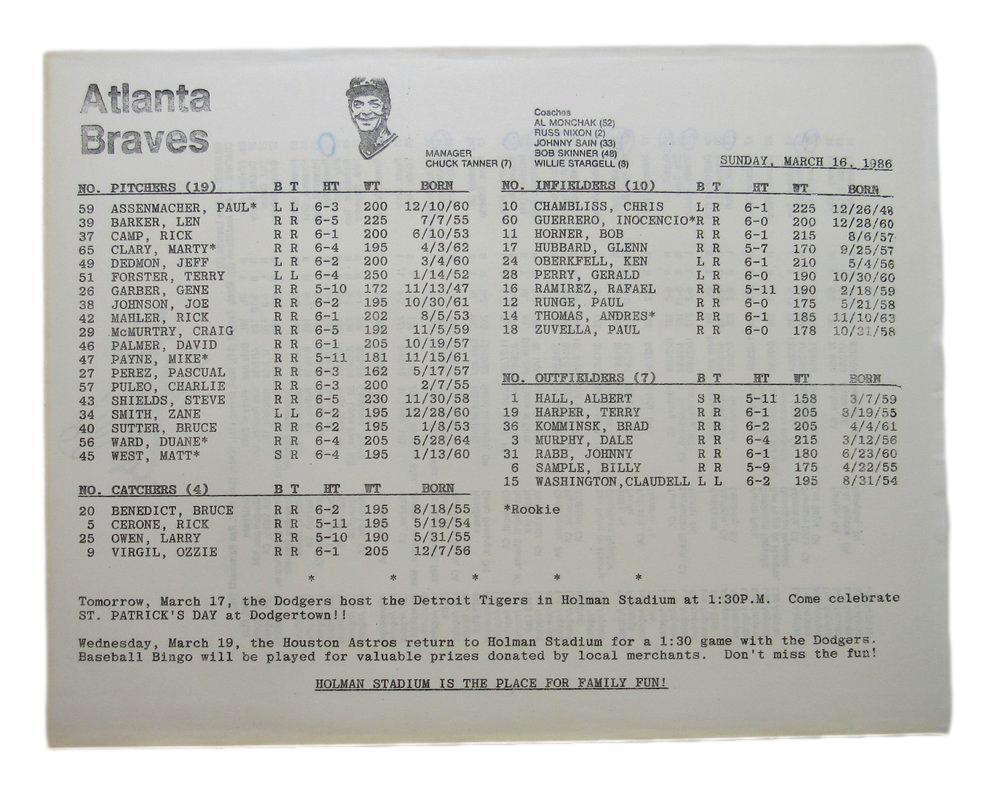 Atlanta
Braves
MANAGER
CHUCK TANNER (7)
Coaches
AL MONCHAK (52)
RUSS NIXON (2)
JOHNNY SAIN (33)
BOB SKINNER (48)
WILLIE STARGELL (8)
SUNDAY, MARCH 16, 1986
NO. PITCHERS (19) B T HT WT BORN
59 ASSENMACHER, PAUL* L L 6-3 200 12/10/60
39 BARKER, LEN R R 6-5 225 7/7/55
37 CAMP, RICK R R 6-1 200 6/10/53
65 CLARY, MARTY* R R 6-4 195 4/3/62
49 DEDMON, JEFF L R 6-2 200 3/4/60
51 FORSTER, TERRY L L 6-4 250 1/14/52
26 GARBER, GENE R R 5-10 172 11/13/47
38 JOHNSON, JOE R R 6-2 195 10/30/61
42 MAHLER, RICK R R 6-1 202 8/5/53
29 McMURTRY, CRAIG R R 6-5 192 11/5/59
46 PALMER, DAVID R R 6-1 205 10/19/57
47 PAYNE, MIKE* R R 5-11 181 11/15/61
27 PEREZ, PASCUAL R R 6-3 162 5/17/57
57 PULEO, CHARLIE R R 6-3 200 2/7/55
43 SHIELDS, STEVE R R 6-5 230 11/30/58
34 SMITH, ZANE L L 6-2 195 12/28/60
40 SUTTER, BRUCE R R 6-2 195 1/8/53
56 WARD, DUANE* R R 6-4 205 5/28/64
45 WEST, MATT* S R 6-4 195 1/13/60
NO. CATCHERS (4) B T HT WT BORN
20 BENEDICT, BRUCE R R 6-2 195 8/18/55
5 CERONE, RICK R R 5-11 195 5/19/54
25 OWEN, LARRY R R 5-10 190 5/31/55
9 VIRGIL, OZZIE R R 6-1 205 12/7/56
NO. INFIELDERS (10) B T HT WT BORN
10 CHAMBLISS, CHRIS L R 6-1 225 12/26/48
60 GUERRERO, INOCENCIO*R R 6-0 200 12/28/60
11 HORNER, BOB R R 6-1 215 8/6/57
17 HUBBARD, GLENN R R 5-7 170 9/25/57
24 OBERKFELL, KEN L R 6-1 210 5/4/56
28 PERRY, GERALD L R 6-0 190 10/30/60
16 RAMIREZ, RAFAEL R R 5-11 190 2/18/59
12 RUNGE, PAUL R R 6-0 175 5/21/58
14 THOMAS, ANDRES* R R 6-1 185 11/10/63
18 ZUVELLA, PAUL R R 6-0 178 10/31/58
NO. OUTFIELDERS (7) B T HT WT BORN
1 HALL, ALBERT S R 5-11 158 3/7/59
19 HARPER, TERRY R R 6-1 205 8/19/55
36 KOMMINSK, BRAD R R 6-2 205 4/4/61
3 MURPHY, DALE R R 6-4 215 3/12/56
31 RABB, JOHNNY R R 6-1 180 6/23/60
6 SAMPLE, BILLY R R 5-9 175 4/22/55
15 WASHINGTON,CLAUDELL L L 6-2 195 8/31/54
*Rookie
* * * * *
Tomorrow, March 17, the Dodgers host the Detroit Tigers in Holman Stadium at 1:30P.M. Come celebrate
ST. PATRICK'S DAY at Dodgertown!!
Wednesday, March 19, the Houston Astros return to Holman Stadium for a 1:30 game with the Dodgers.
Baseball Bingo will be played for valuable prizes donated by local merchants. Don't miss the fun!
HOLMAN STADIUM IS THE PLACE FOR FAMILY FUN!